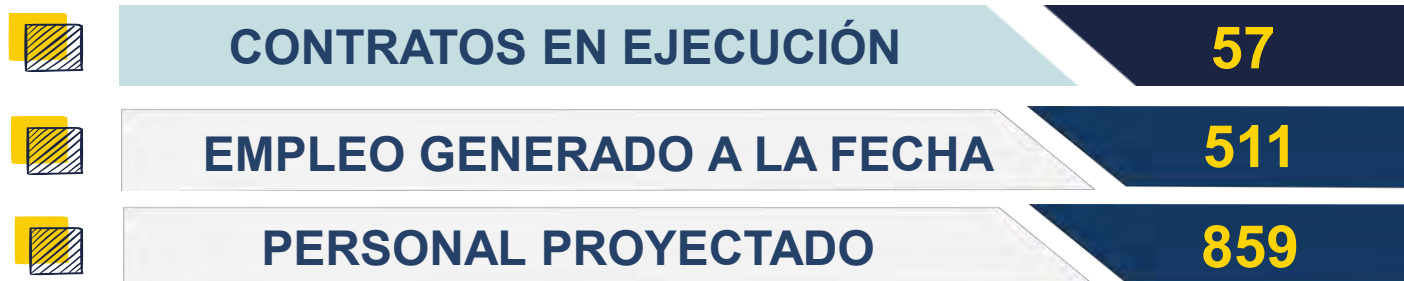 CONTRATOS EN EJECUCIÓN 57
EMPLEO GENERADO A LA FECHA 511
PERSONAL PROYECTADO 859